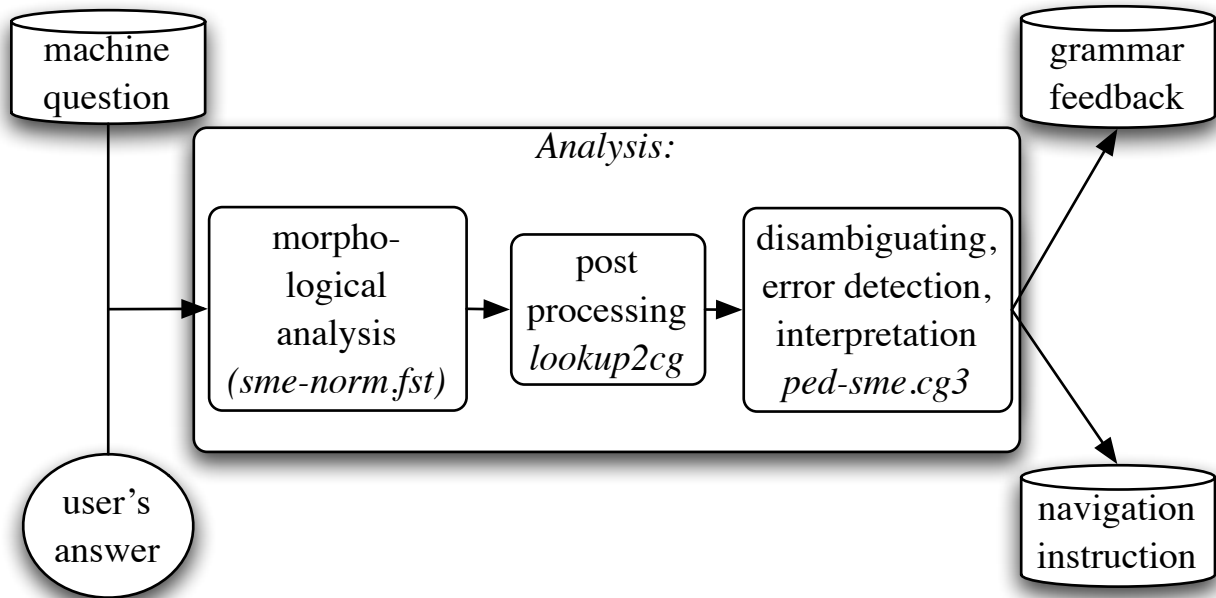 machine
question
grammar
feedback
Analysis:
morpho-
logical
analysis
(sme-norm.fst)
post
processing
lookup2cg
disambiguating,
error detection,
interpretation
ped-sme.cg3
user’s
answer
navigation
instruction